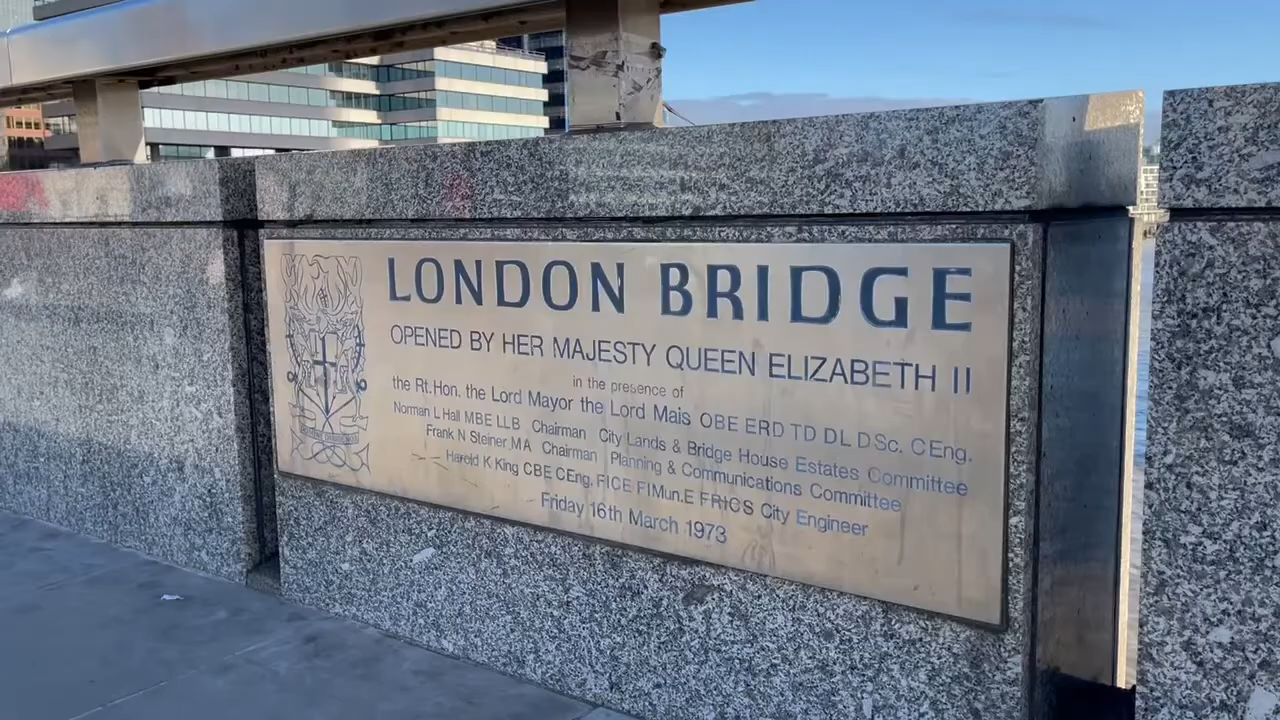 LONDON BRIDGE
OPENED BY HER MAJESTY QUEEN ELIZABETH II
in the presence of
the Rt. Hon. the Lord Mayor the Lord Mais OBE ERD TD DL DSc. CEng.
Norman L Hall MBE LLB Chairman City Lands & Bridge House Estates Committee
Frank N Steiner MA Chairman Planning & Communications Committee
Harold K King CBE CEng. FICE FIMun.E FRICS City Engineer
Friday 16th March 1973